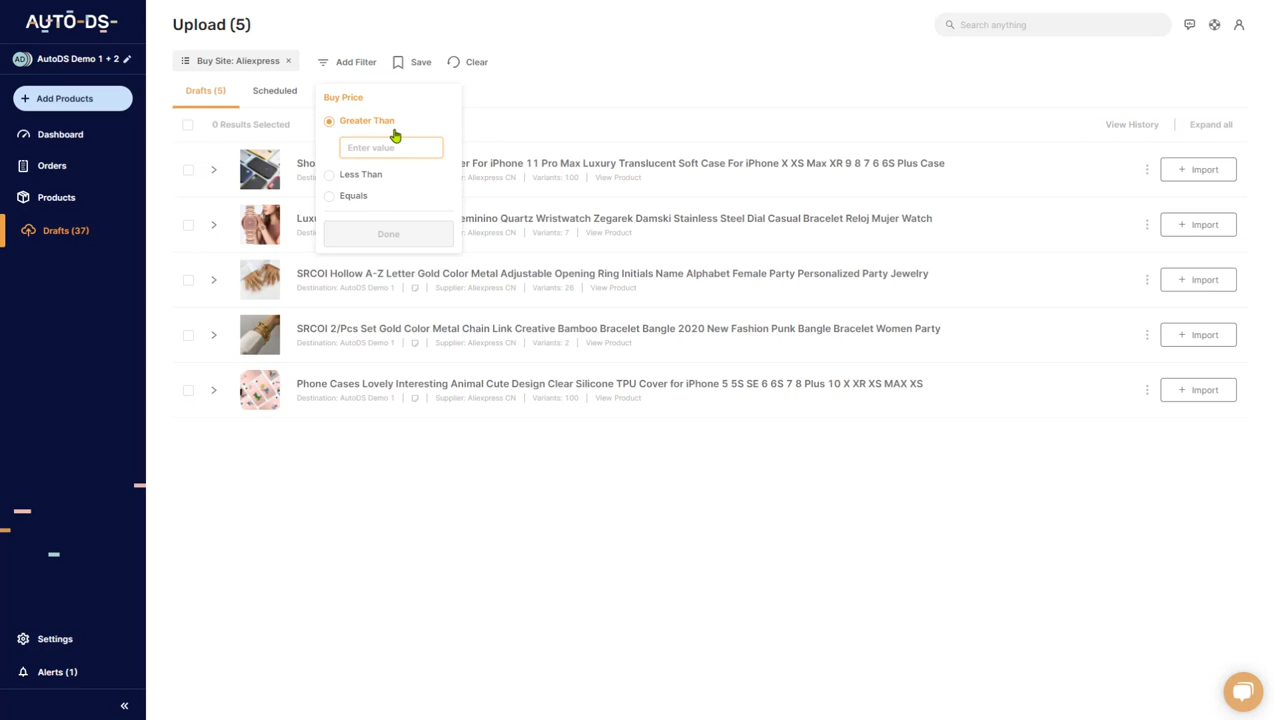 AUTO-DS
Upload (5)
Search anything
AD
AutoDS Demo 1 + 2
Buy Site: Aliexpress ×
Add Filter
Save
Clear
+ Add Products
Drafts (5)
Scheduled
Buy Price
Greater Than
Enter value
Less Than
Equals
Done
0 Results Selected
View History
Expand all
Dashboard
Orders
Products
Drafts (37)
Sho
er For iPhone 11 Pro Max Luxury Translucent Soft Case For iPhone X XS Max XR 9 8 7 6 6S Plus Case
Desti
er: Aliexpress CN | Variants: 100 | View Product
+ Import
Lux
eminino Quartz Wristwatch Zegarek Damski Stainless Steel Dial Casual Bracelet Reloj Mujer Watch
Desti
er: Aliexpress CN | Variants: 7 | View Product
+ Import
SRCOI Hollow A-Z Letter Gold Color Metal Adjustable Opening Ring Initials Name Alphabet Female Party Personalized Party Jewelry
Destination: AutoDS Demo 1 | Supplier: Aliexpress CN | Variants: 26 | View Product
+ Import
SRCOI 2/Pcs Set Gold Color Metal Chain Link Creative Bamboo Bracelet Bangle 2020 New Fashion Punk Bangle Bracelet Women Party
Destination: AutoDS Demo 1 | Supplier: Aliexpress CN | Variants: 2 | View Product
+ Import
Phone Cases Lovely Interesting Animal Cute Design Clear Silicone TPU Cover for iPhone 5 5S SE 6 6S 7 8 Plus 10 X XR XS MAX XS
Destination: AutoDS Demo 1 | Supplier: Aliexpress CN | Variants: 100 | View Product
+ Import
Settings
Alerts (1)